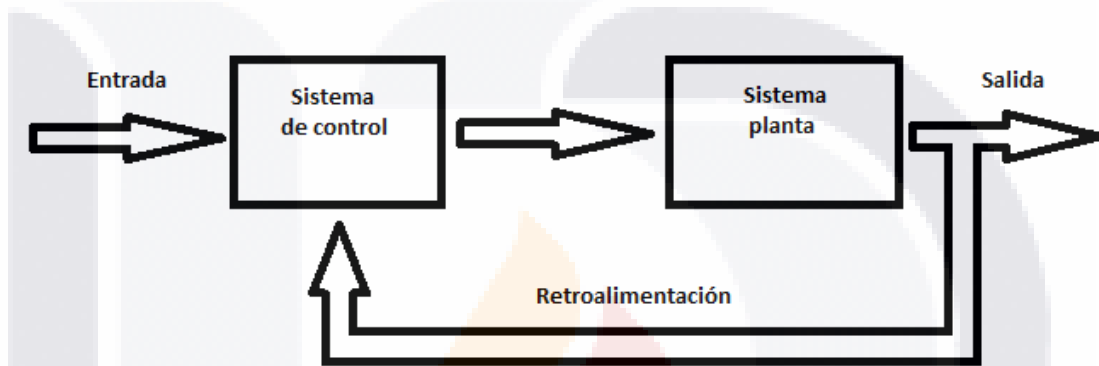 Entrada
Sistema
de control
Sistema
planta
Salida
Retroalimentación